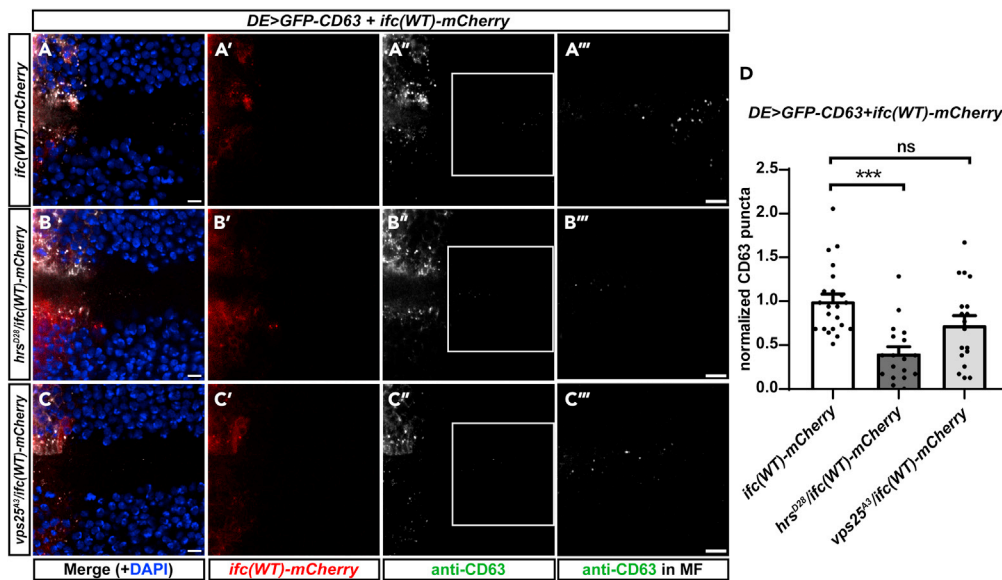 DE>GFP-CD63 + ifc(WT)-mCherry
ifc(WT)-mCherry
A
A′
A″
A‴
hrsD28/ifc(WT)-mCherry
B
B′
B″
B‴
vps25A3/ifc(WT)-mCherry
C
C′
C″
C‴
Merge (+DAPI)
ifc(WT)-mCherry
anti-CD63
anti-CD63 in MF
D
DE>GFP-CD63+ifc(WT)-mCherry
ns
***
normalized CD63 puncta
2.5
2.0
1.5
1.0
0.5
0.0
ifc(WT)-mCherry
hrsD28/ifc(WT)-mCherry
vps25A3/ifc(WT)-mCherry